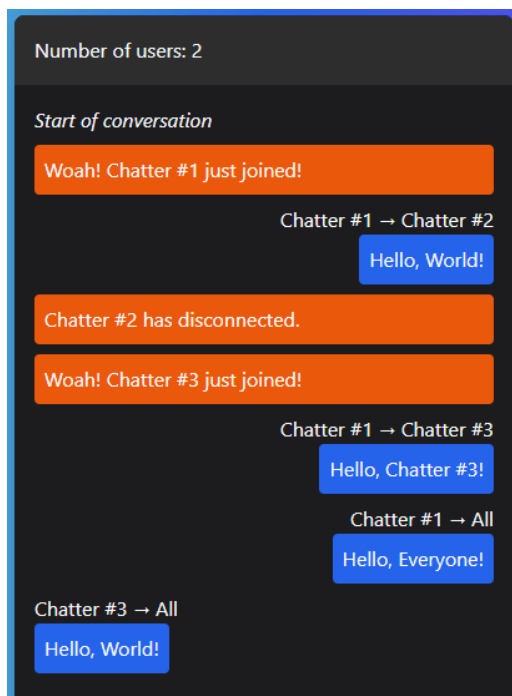 Number of users: 2
Start of conversation
Woah! Chatter #1 just joined!
Chatter #1 → Chatter #2
Hello, World!
Chatter #2 has disconnected.
Woah! Chatter #3 just joined!
Chatter #1 → Chatter #3
Hello, Chatter #3!
Chatter #1 → All
Hello, Everyone!
Chatter #3 → All
Hello, World!